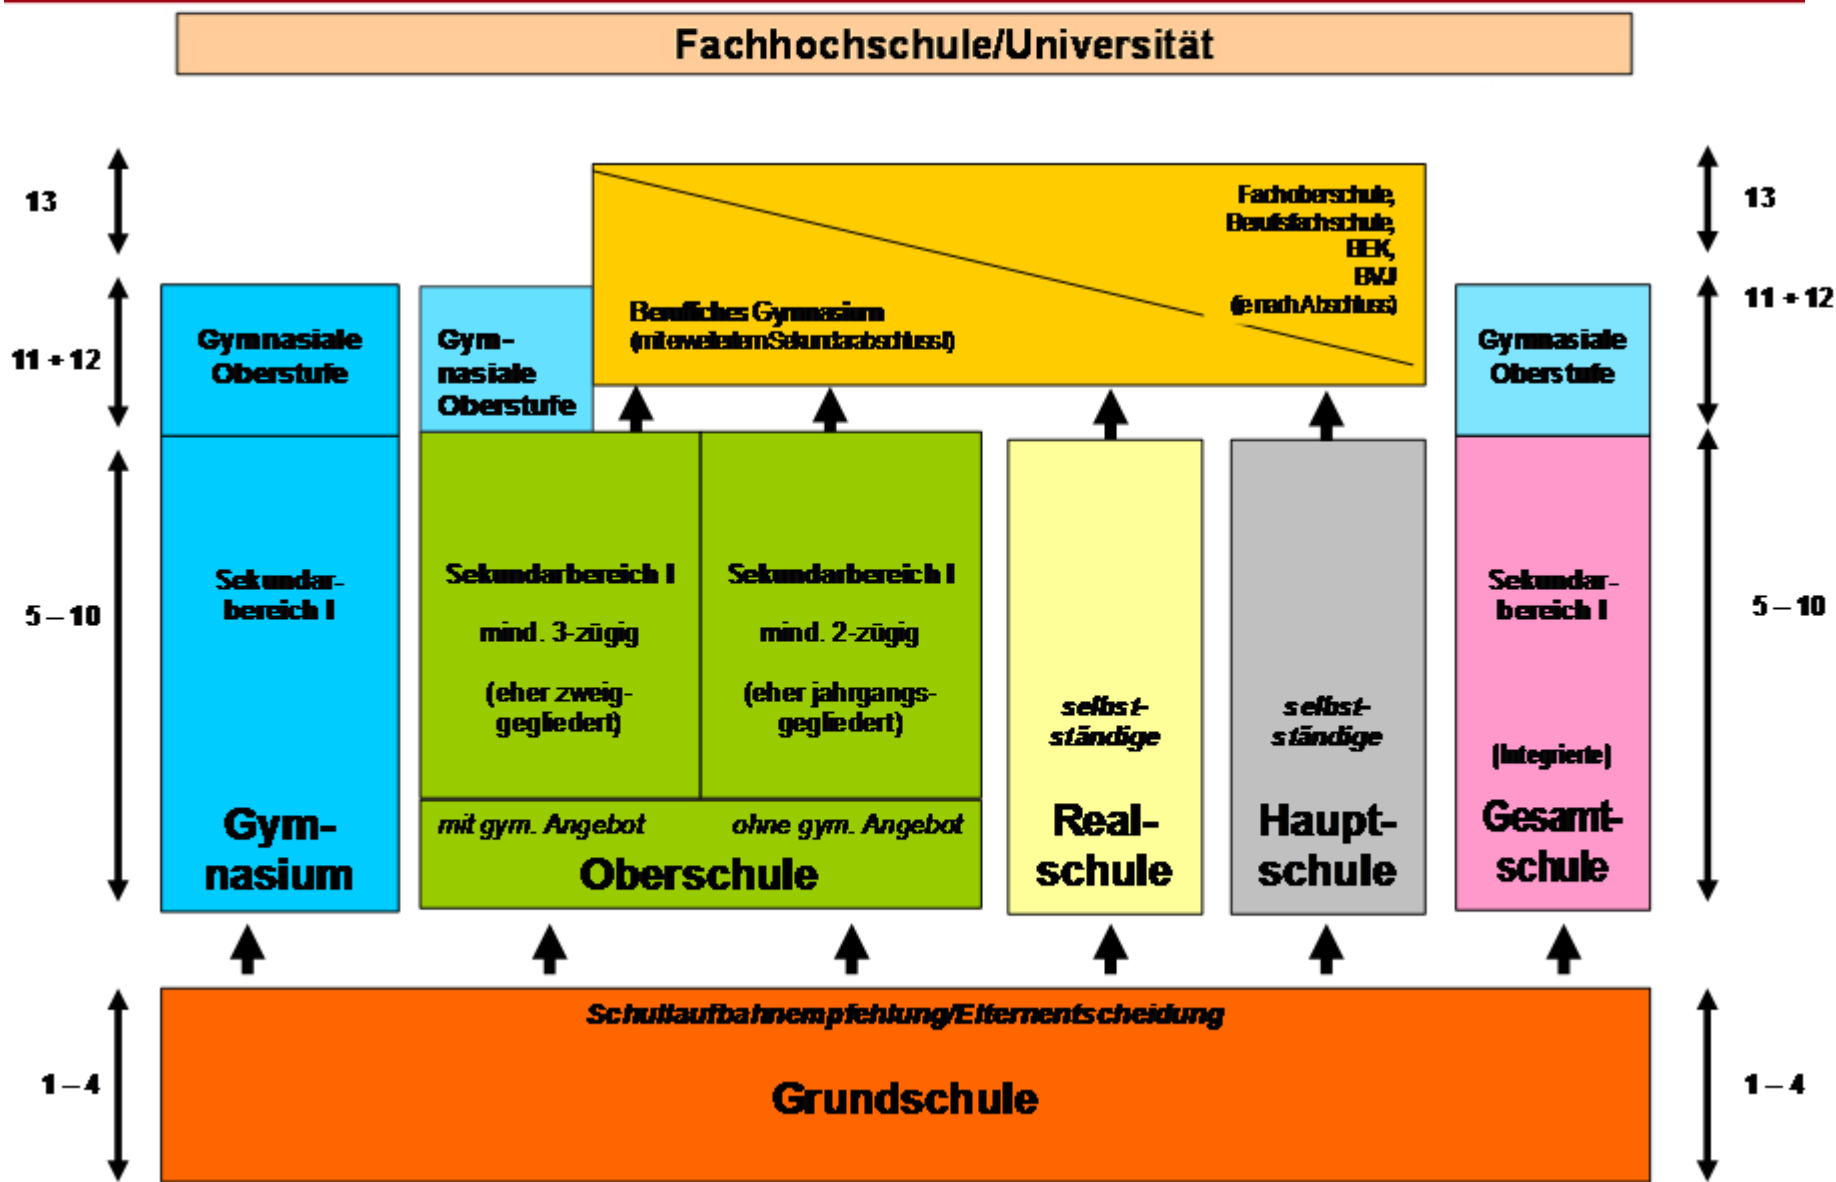 Fachhochschule/Universität
13
13
Fachoberschule,
Berufsfachschule,
BEK,
BVJ
(je nach Abschluss)
Berufliches Gymnasium
(mit erweitertem Sekundarabschluss I)
11 + 12
11 + 12
Gymnasiale
Oberstufe
Gym-
nasiale
Oberstufe
Gymnasiale
Oberstufe
5 – 10
5 – 10
Sekundar-
bereich I
Gym-
nasium
Sekundarbereich I
mind. 3-zügig
(eher zweig-
gegliedert)
mit gym. Angebot
Sekundarbereich I
mind. 2-zügig
(eher jahrgangs-
gegliedert)
ohne gym. Angebot
Oberschule
selbst-
ständige
Real-
schule
selbst-
ständige
Haupt-
schule
Sekundar-
bereich I
(Integrierte)
Gesamt-
schule
1 – 4
1 – 4
Schullaufbahnempfehlung/Elternentscheidung
Grundschule